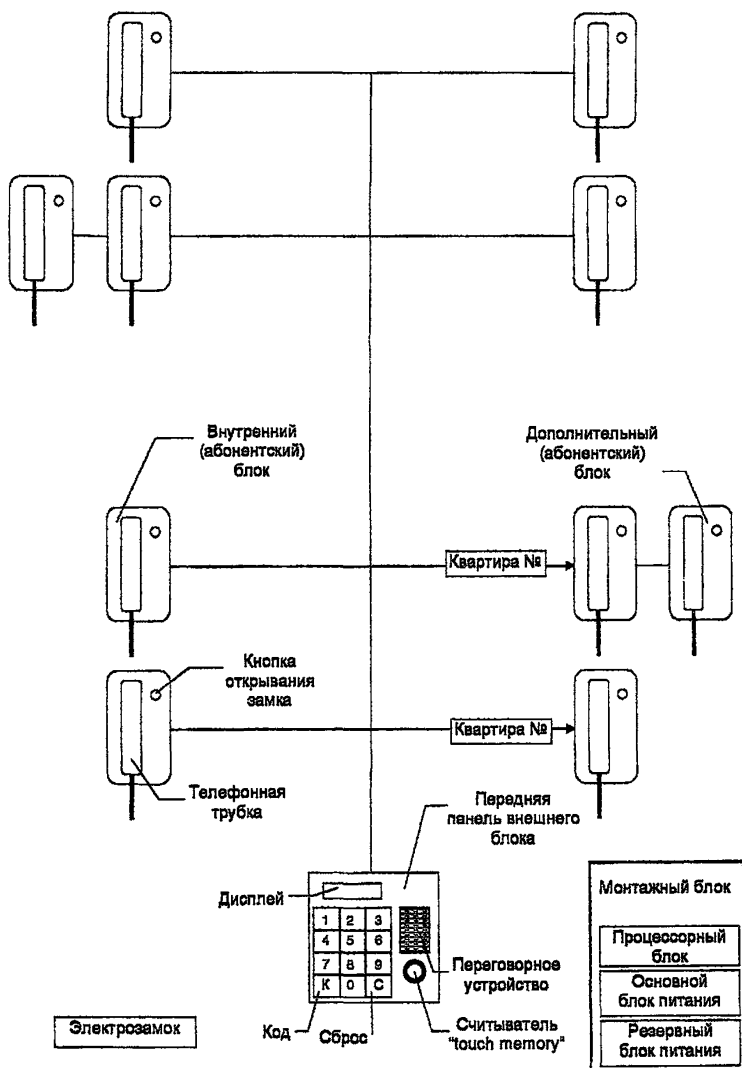 Внутренний
(абонентский)
блок
Дополнительный
(абонентский)
блок
Квартира №
Кнопка
открывания
замка
Квартира №
Телефонная
трубка
Передняя
панель внешнего
блока
Дисплей
1 2 3
4 5 6
7 8 9
К 0 С
Переговорное
устройство
Код
Сброс
Считыватель
"touch memory"
Электрозамок
Монтажный блок
Процессорный
блок
Основной
блок питания
Резервный
блок питания